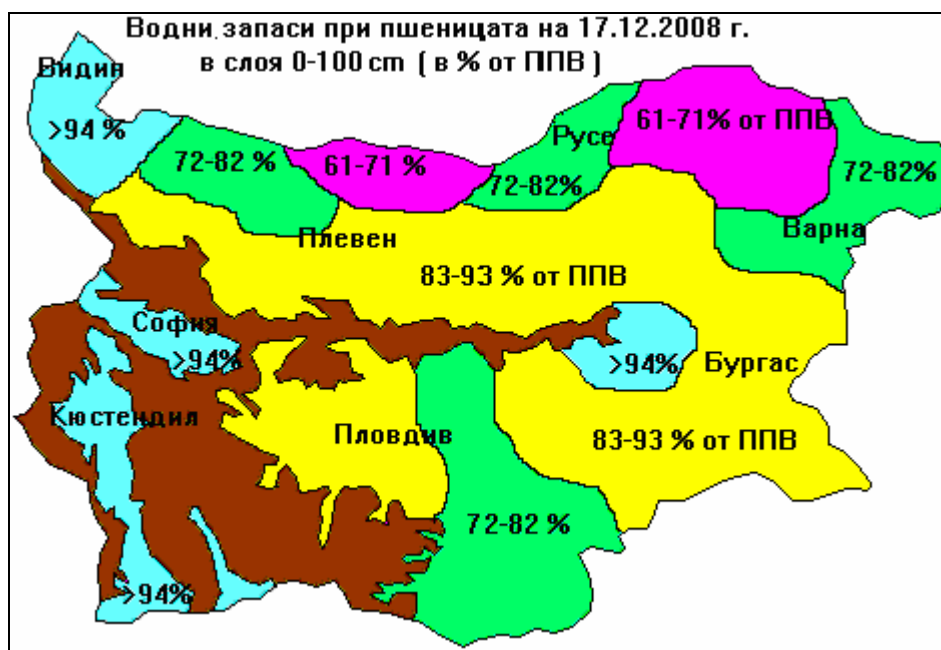 Водни запаси при пшеницата на 17.12.2008 г.
в слоя 0-100 cm ( в % от ППВ )
Видин
>94 %
72-82 %
61-71 %
Русе
72-82%
61-71% от ППВ
72-82%
Варна
Плевен
83-93 % от ППВ
София
>94%
>94%
Бургас
Кюстендил
Пловдив
83-93 % от ППВ
72-82 %
>94%